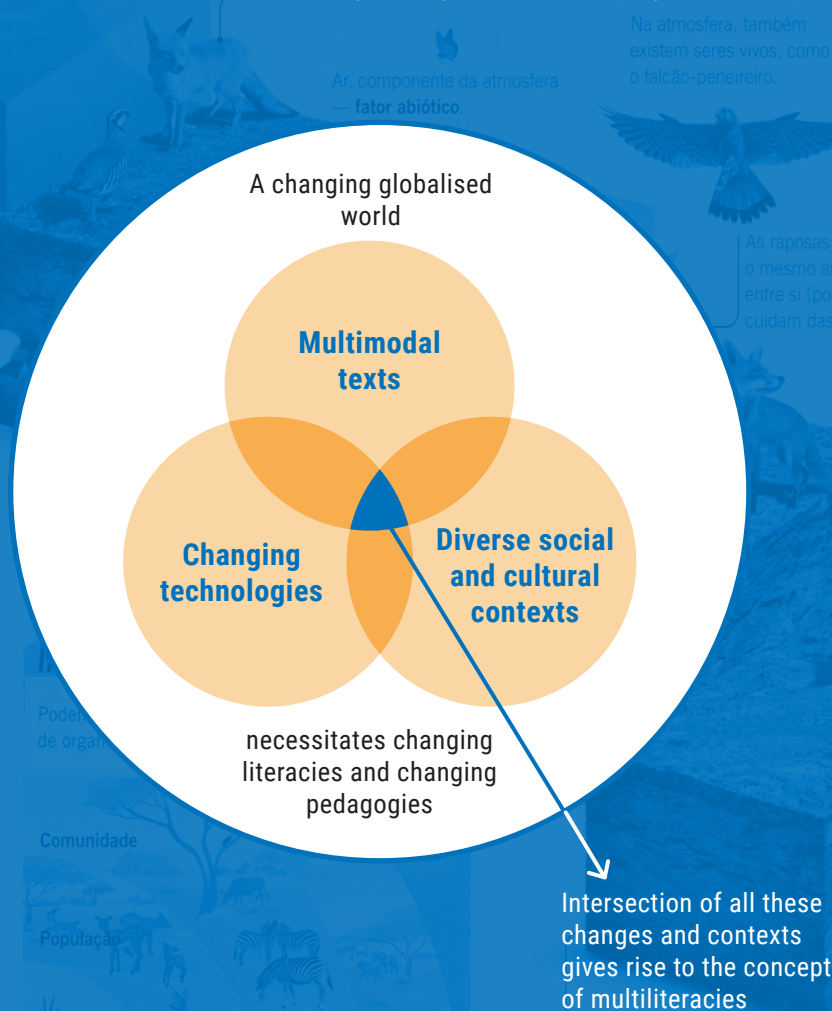 Na atmosfera, também
existem seres vivos, como
o falcão-peneireiro.
Ar, componente da atmosfera
— fator abiótico.
A changing globalised
world
As raposas
o mesmo
entre si
cuidam das
Multimodal
texts
Changing
technologies
Diverse social
and cultural
contexts
necessitates changing
literacies and changing
pedagogies
de
Comunidade
População
Intersection of all these
changes and contexts
gives rise to the concept
of multiliteracies